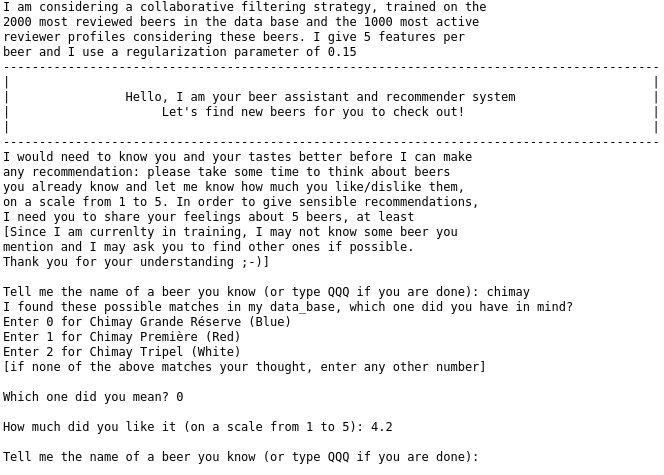 I am considering a collaborative filtering strategy, trained on the
2000 most reviewed beers in the data base and the 1000 most active
reviewer profiles considering these beers. I give 5 features per
beer and I use a regularization parameter of 0.15
-------------------------------------------------------------------------------------------
|                                                                                         |
|                Hello, I am your beer assistant and recommender system                   |
|                     Let's find new beers for you to check out!                          |
|                                                                                         |
-------------------------------------------------------------------------------------------
I would need to know you and your tastes better before I can make
any recommendation: please take some time to think about beers
you already know and let me know how much you like/dislike them,
on a scale from 1 to 5. In order to give sensible recommendations,
I need you to share your feelings about 5 beers, at least
[Since I am currenlty in training, I may not know some beer you
mention and I may ask you to find other ones if possible.
Thank you for your understanding ;-)]

Tell me the name of a beer you know (or type QQQ if you are done): chimay
I found these possible matches in my data_base, which one did you have in mind?
Enter 0 for Chimay Grande Réserve (Blue)
Enter 1 for Chimay Première (Red)
Enter 2 for Chimay Tripel (White)
[if none of the above matches your thought, enter any other number]

Which one did you mean? 0

How much did you like it (on a scale from 1 to 5): 4.2

Tell me the name of a beer you know (or type QQQ if you are done):